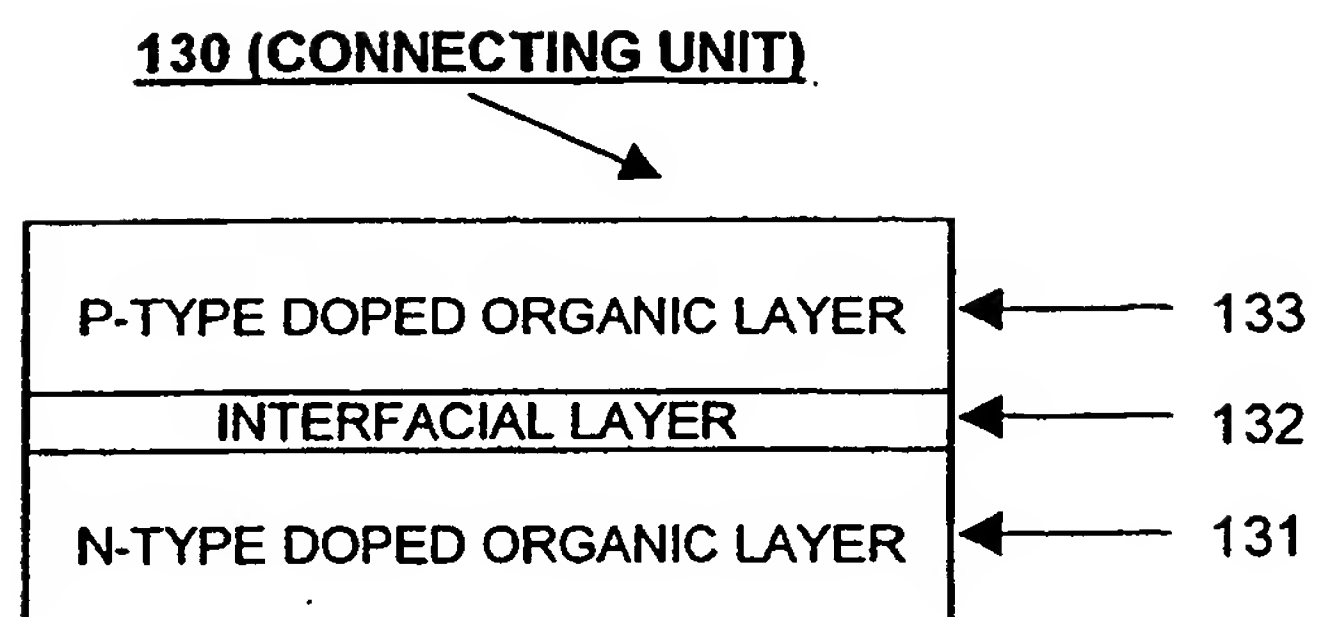 130 (CONNECTING UNIT)
P-TYPE DOPED ORGANIC LAYER 133
INTERFACIAL LAYER 132
N-TYPE DOPED ORGANIC LAYER 131